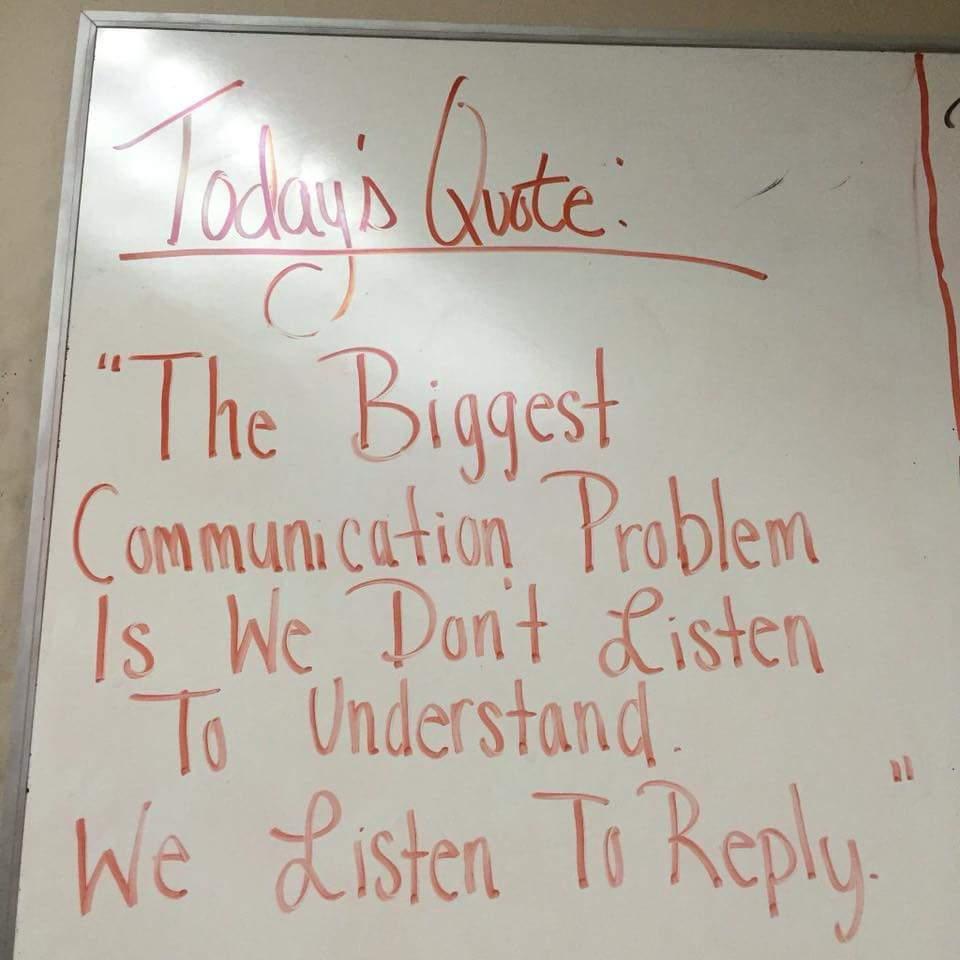 Today's Quote:
"The Biggest
Communication Problem
Is We Don't Listen
To Understand.
We Listen To Reply."